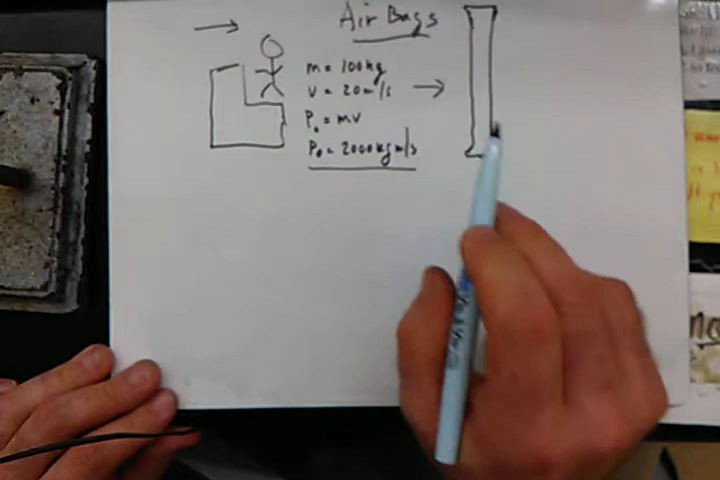 Air Bags
m = 100kg
v = 20m/s
P₀ = mv
P₀ = 2000kgm/s